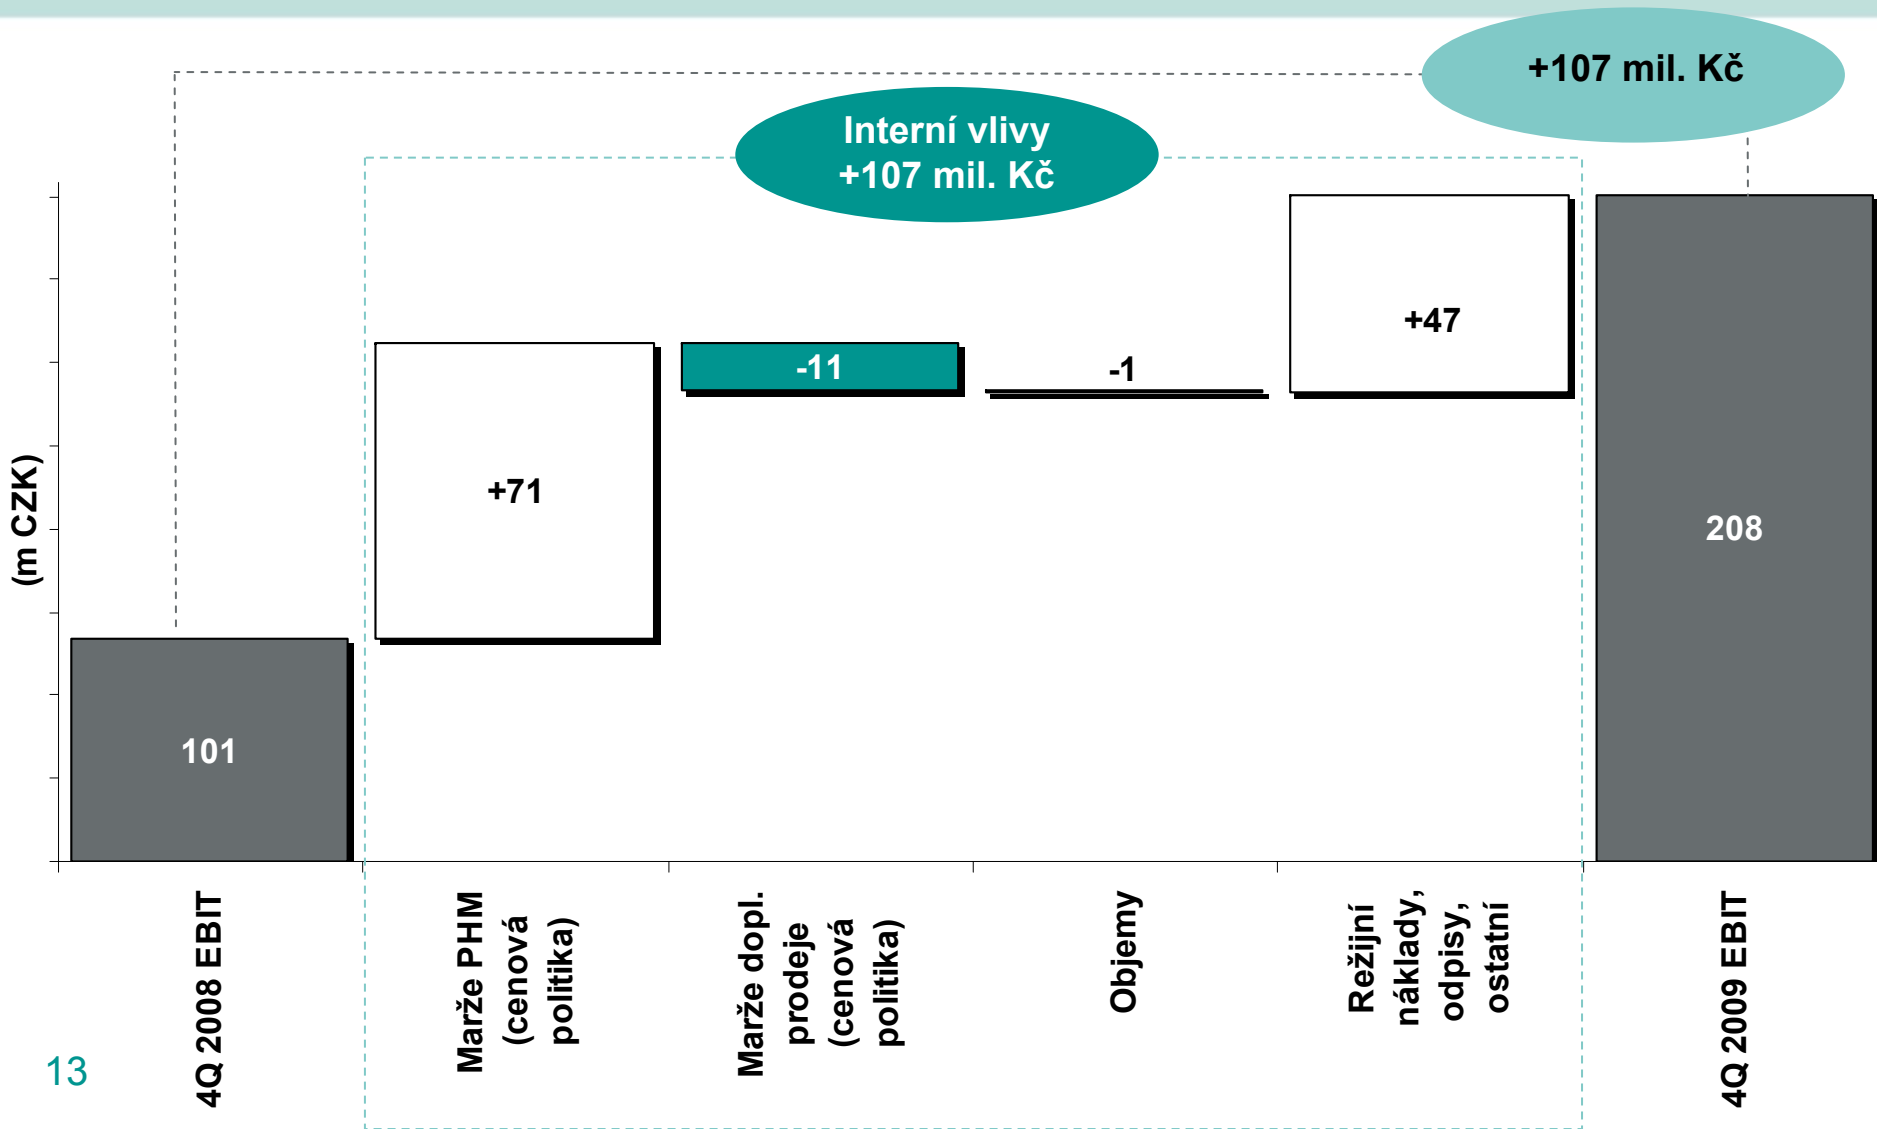 +107 mil. Kč
Interní vlivy
+107 mil. Kč
(m CZK)
101
+71
-11
-1
+47
208
4Q 2008 EBIT
Marže PHM
(cenová
politika)
Marže dopl.
prodeje
(cenová
politika)
Objemy
Režijní
náklady,
odpisy,
ostatní
4Q 2009 EBIT
13